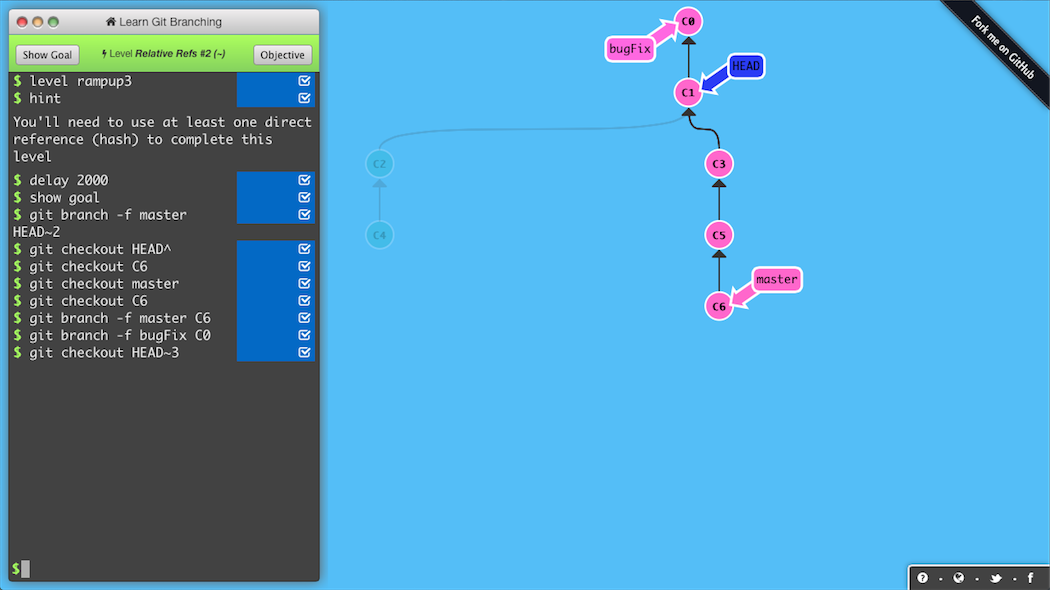 Learn Git Branching
Show Goal
Level Relative Refs #2 (~)
Objective
$ level rampup3
$ hint
You'll need to use at least one direct
reference (hash) to complete this
level
$ delay 2000
$ show goal
$ git branch -f master
HEAD~2
$ git checkout HEAD^
$ git checkout C6
$ git checkout master
$ git checkout C6
$ git branch -f master C6
$ git branch -f bugFix C0
$ git checkout HEAD~3
$
C0
bugFix
HEAD
C1
C2
C3
C4
C5
master
C6
Fork me on GitHub